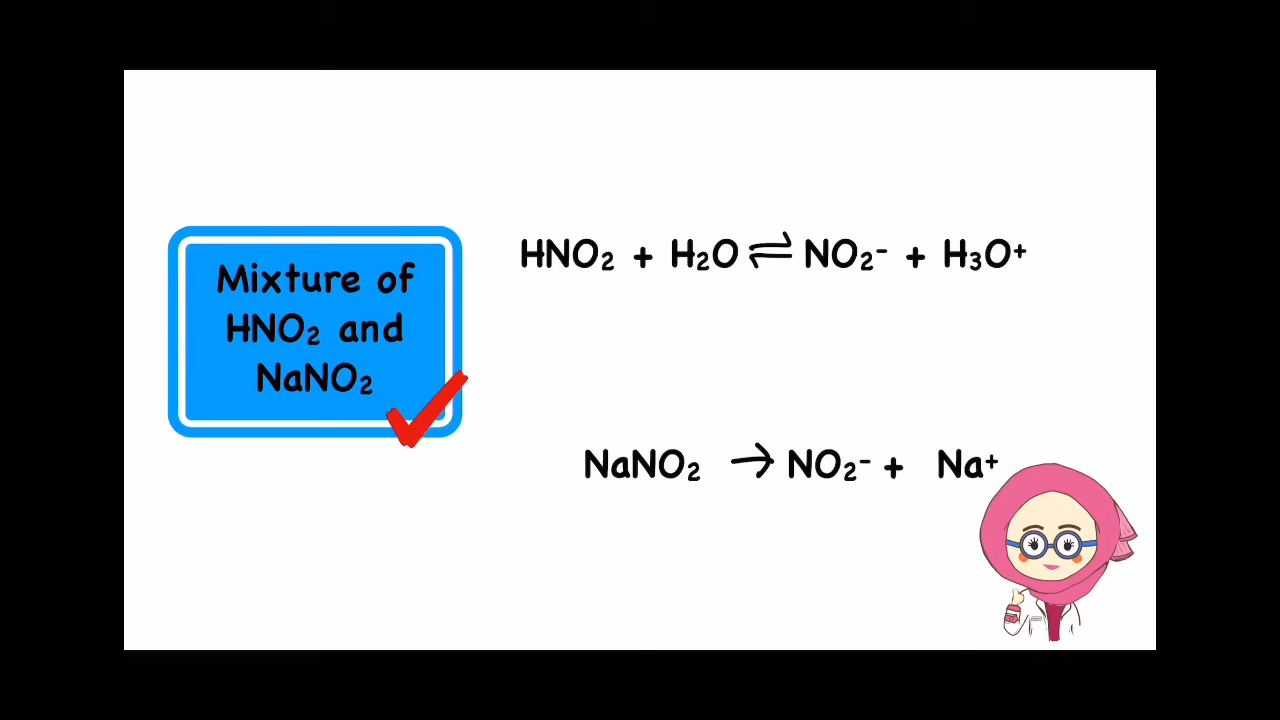 Mixture of
HNO₂ and
NaNO₂
HNO₂ + H₂O ⇌ NO₂⁻ + H₃O⁺
NaNO₂ → NO₂⁻ + Na⁺